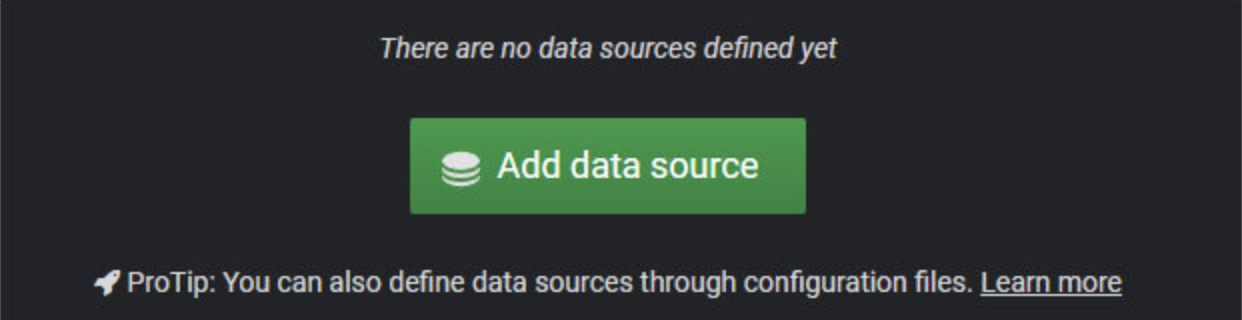 There are no data sources defined yet
Add data source
ProTip: You can also define data sources through configuration files. Learn more